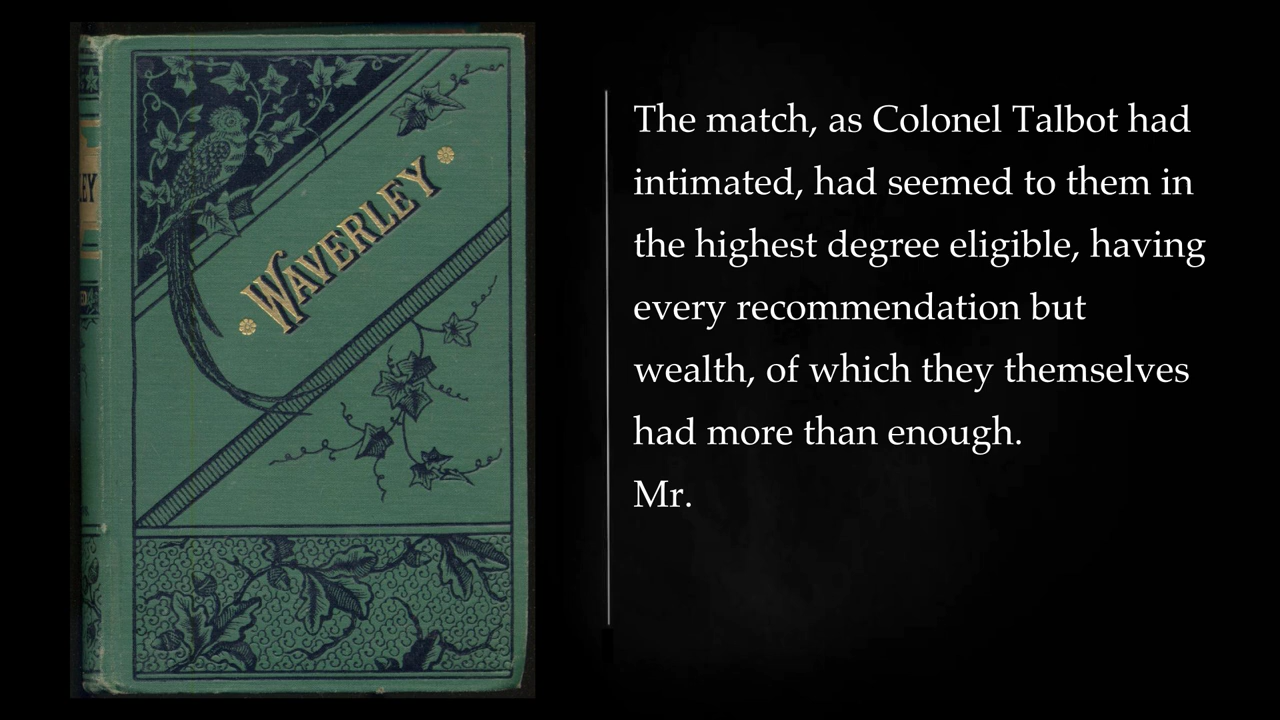 WAVERLEY
EY
The match, as Colonel Talbot had
intimated, had seemed to them in
the highest degree eligible, having
every recommendation but
wealth, of which they themselves
had more than enough.
Mr.